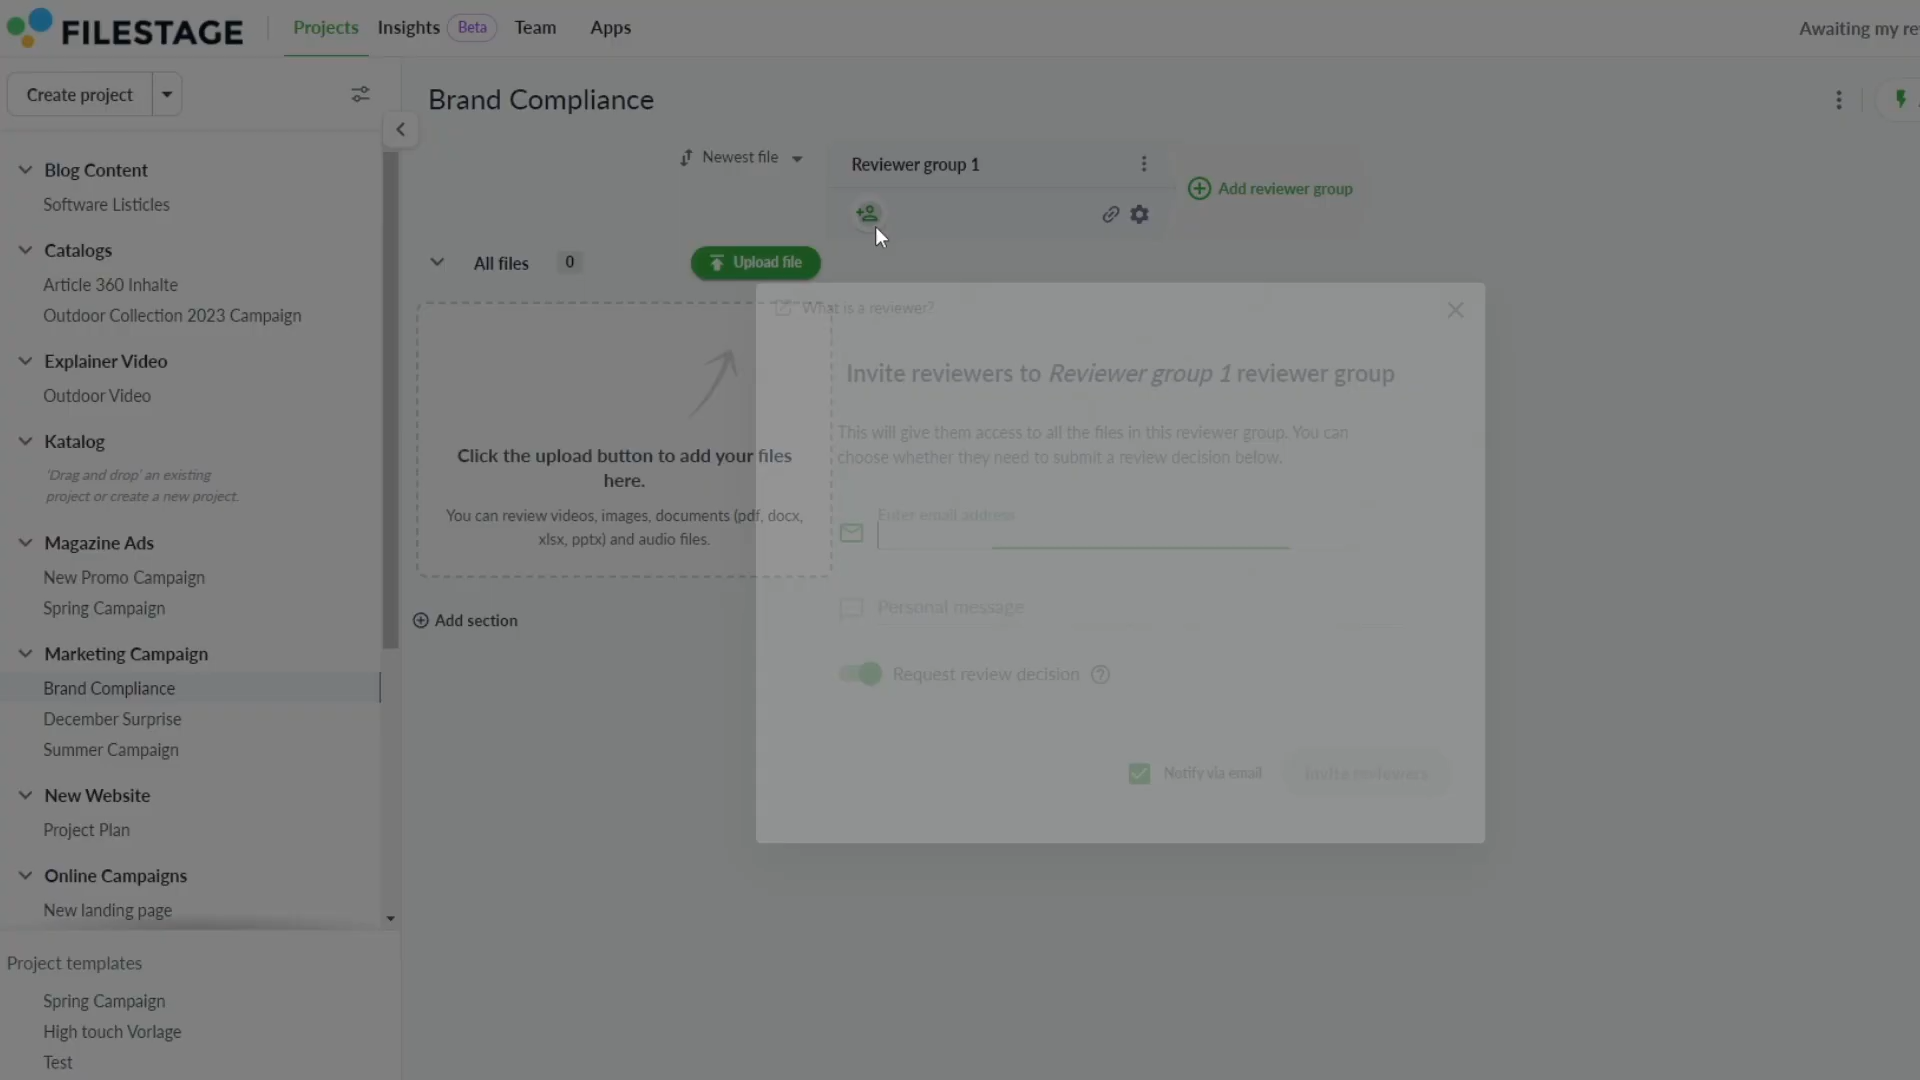 FILESTAGE
Projects
Insights
Beta
Team
Apps
Awaiting my re
Create project
Blog Content
Software Listicles
Catalogs
Article 360 Inhalte
Outdoor Collection 2023 Campaign
Explainer Video
Outdoor Video
Katalog
'Drag and drop' an existing
project or create a new project.
Magazine Ads
New Promo Campaign
Spring Campaign
Marketing Campaign
Brand Compliance
December Surprise
Summer Campaign
New Website
Project Plan
Online Campaigns
New landing page
Project templates
Spring Campaign
High touch Vorlage
Test
Brand Compliance
Newest file
Reviewer group 1
Add reviewer group
All files
0
Upload file
Click the upload button to add your files
here.
You can review videos, images, documents (pdf, docx,
xlsx, pptx) and audio files.
Add section
What is a reviewer?
Invite reviewers to Reviewer group 1 reviewer group
This will give them access to all the files in this reviewer group. You can
choose whether they need to submit a review decision below.
Enter email address
Personal message
Request review decision
Notify via email
Invite reviewers